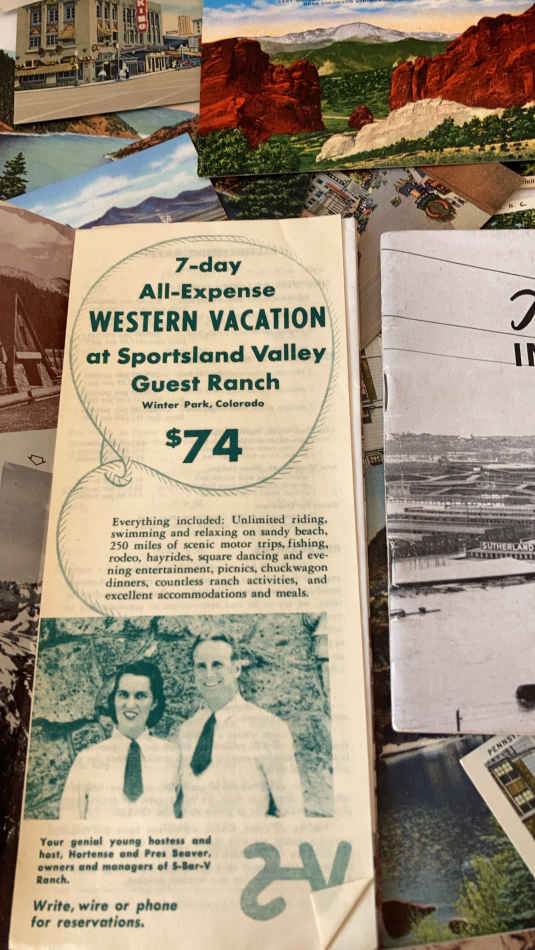 7-day
All-Expense
WESTERN VACATION
at Sportsland Valley
Guest Ranch
Winter Park, Colorado
$74
Everything included: Unlimited riding,
swimming and relaxing on sandy beach,
250 miles of scenic motor trips, fishing,
rodeo, hayrides, square dancing and eve-
ning entertainment, picnics, chuckwagon
dinners, countless ranch activities, and
excellent accommodations and meals.
Your genial young hostess and
host, Hortense and Pres Beaver,
owners and managers of S-Bar-V
Ranch.
S-V
Write, wire or phone
for reservations.
SUTHERLAND